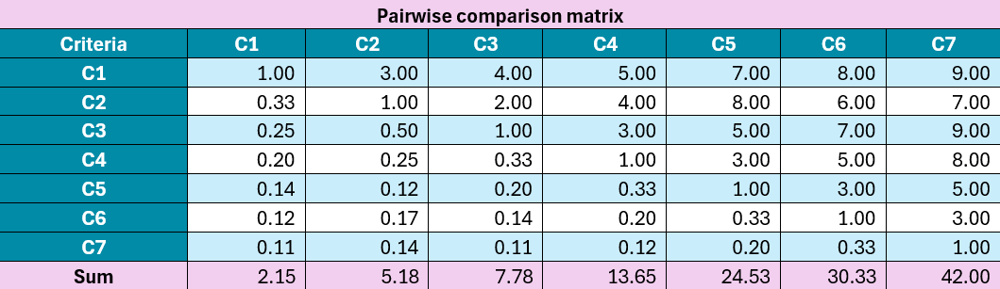 Pairwise comparison matrix
Criteria C1 C2 C3 C4 C5 C6 C7
C1 1.00 3.00 4.00 5.00 7.00 8.00 9.00
C2 0.33 1.00 2.00 4.00 8.00 6.00 7.00
C3 0.25 0.50 1.00 3.00 5.00 7.00 9.00
C4 0.20 0.25 0.33 1.00 3.00 5.00 8.00
C5 0.14 0.12 0.20 0.33 1.00 3.00 5.00
C6 0.12 0.17 0.14 0.20 0.33 1.00 3.00
C7 0.11 0.14 0.11 0.12 0.20 0.33 1.00
Sum 2.15 5.18 7.78 13.65 24.53 30.33 42.00